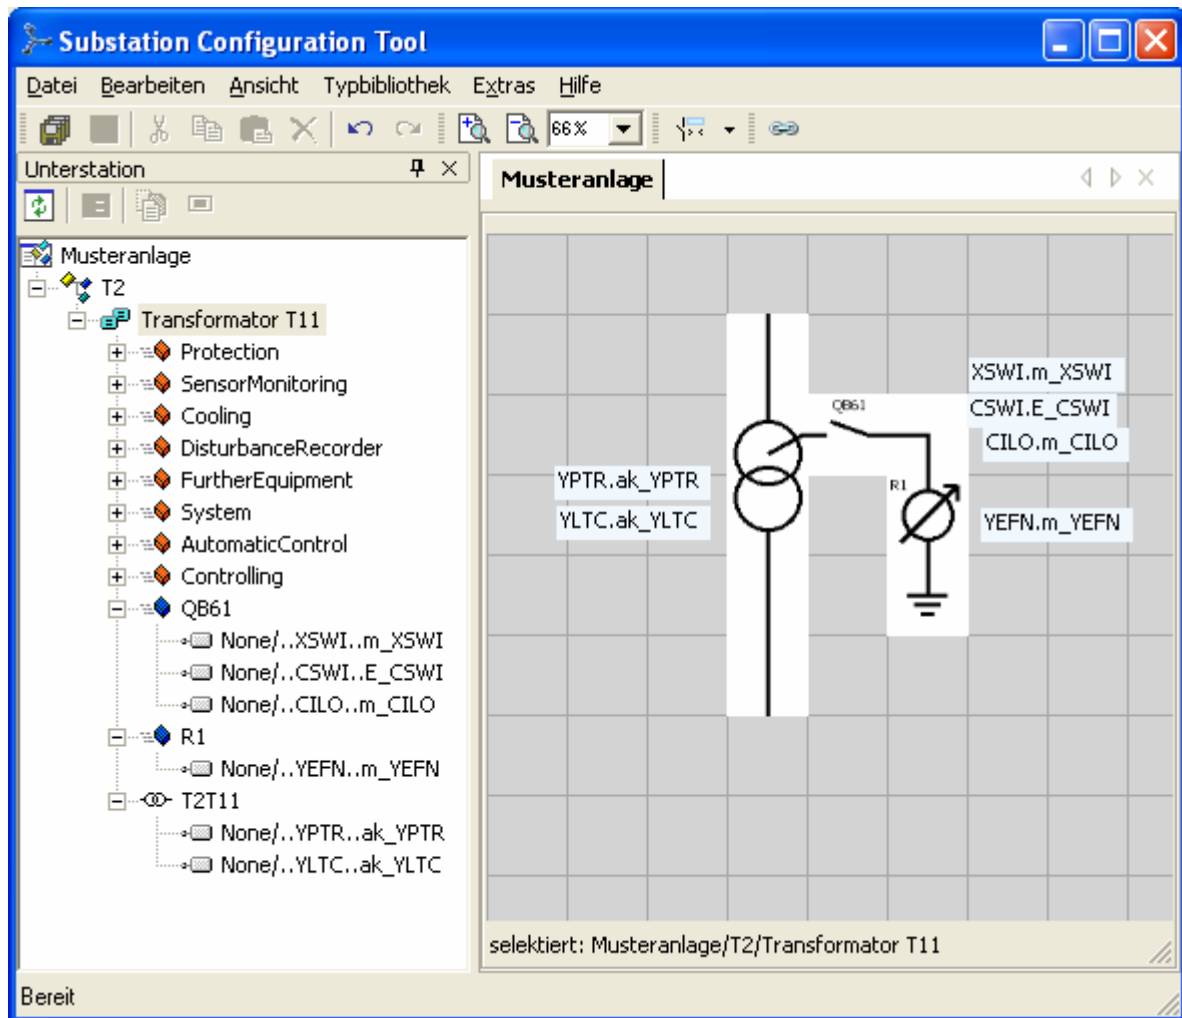 Substation Configuration Tool
Datei Bearbeiten Ansicht Typbibliothek Extras Hilfe
66%
Unterstation
Musteranlage
T2
Transformator T11
Protection
SensorMonitoring
Cooling
DisturbanceRecorder
FurtherEquipment
System
AutomaticControl
Controlling
QB61
None/..XSWI..m_XSWI
None/..CSWI..E_CSWI
None/..CILO..m_CILO
R1
None/..YEFN..m_YEFN
T2T11
None/..YPTR..ak_YPTR
None/..YLTC..ak_YLTC
Musteranlage
XSWI.m_XSWI
QB61
CSWI.E_CSWI
CILO.m_CILO
YPTR.ak_YPTR
R1
YLTC.ak_YLTC
YEFN.m_YEFN
selektiert: Musteranlage/T2/Transformator T11
Bereit